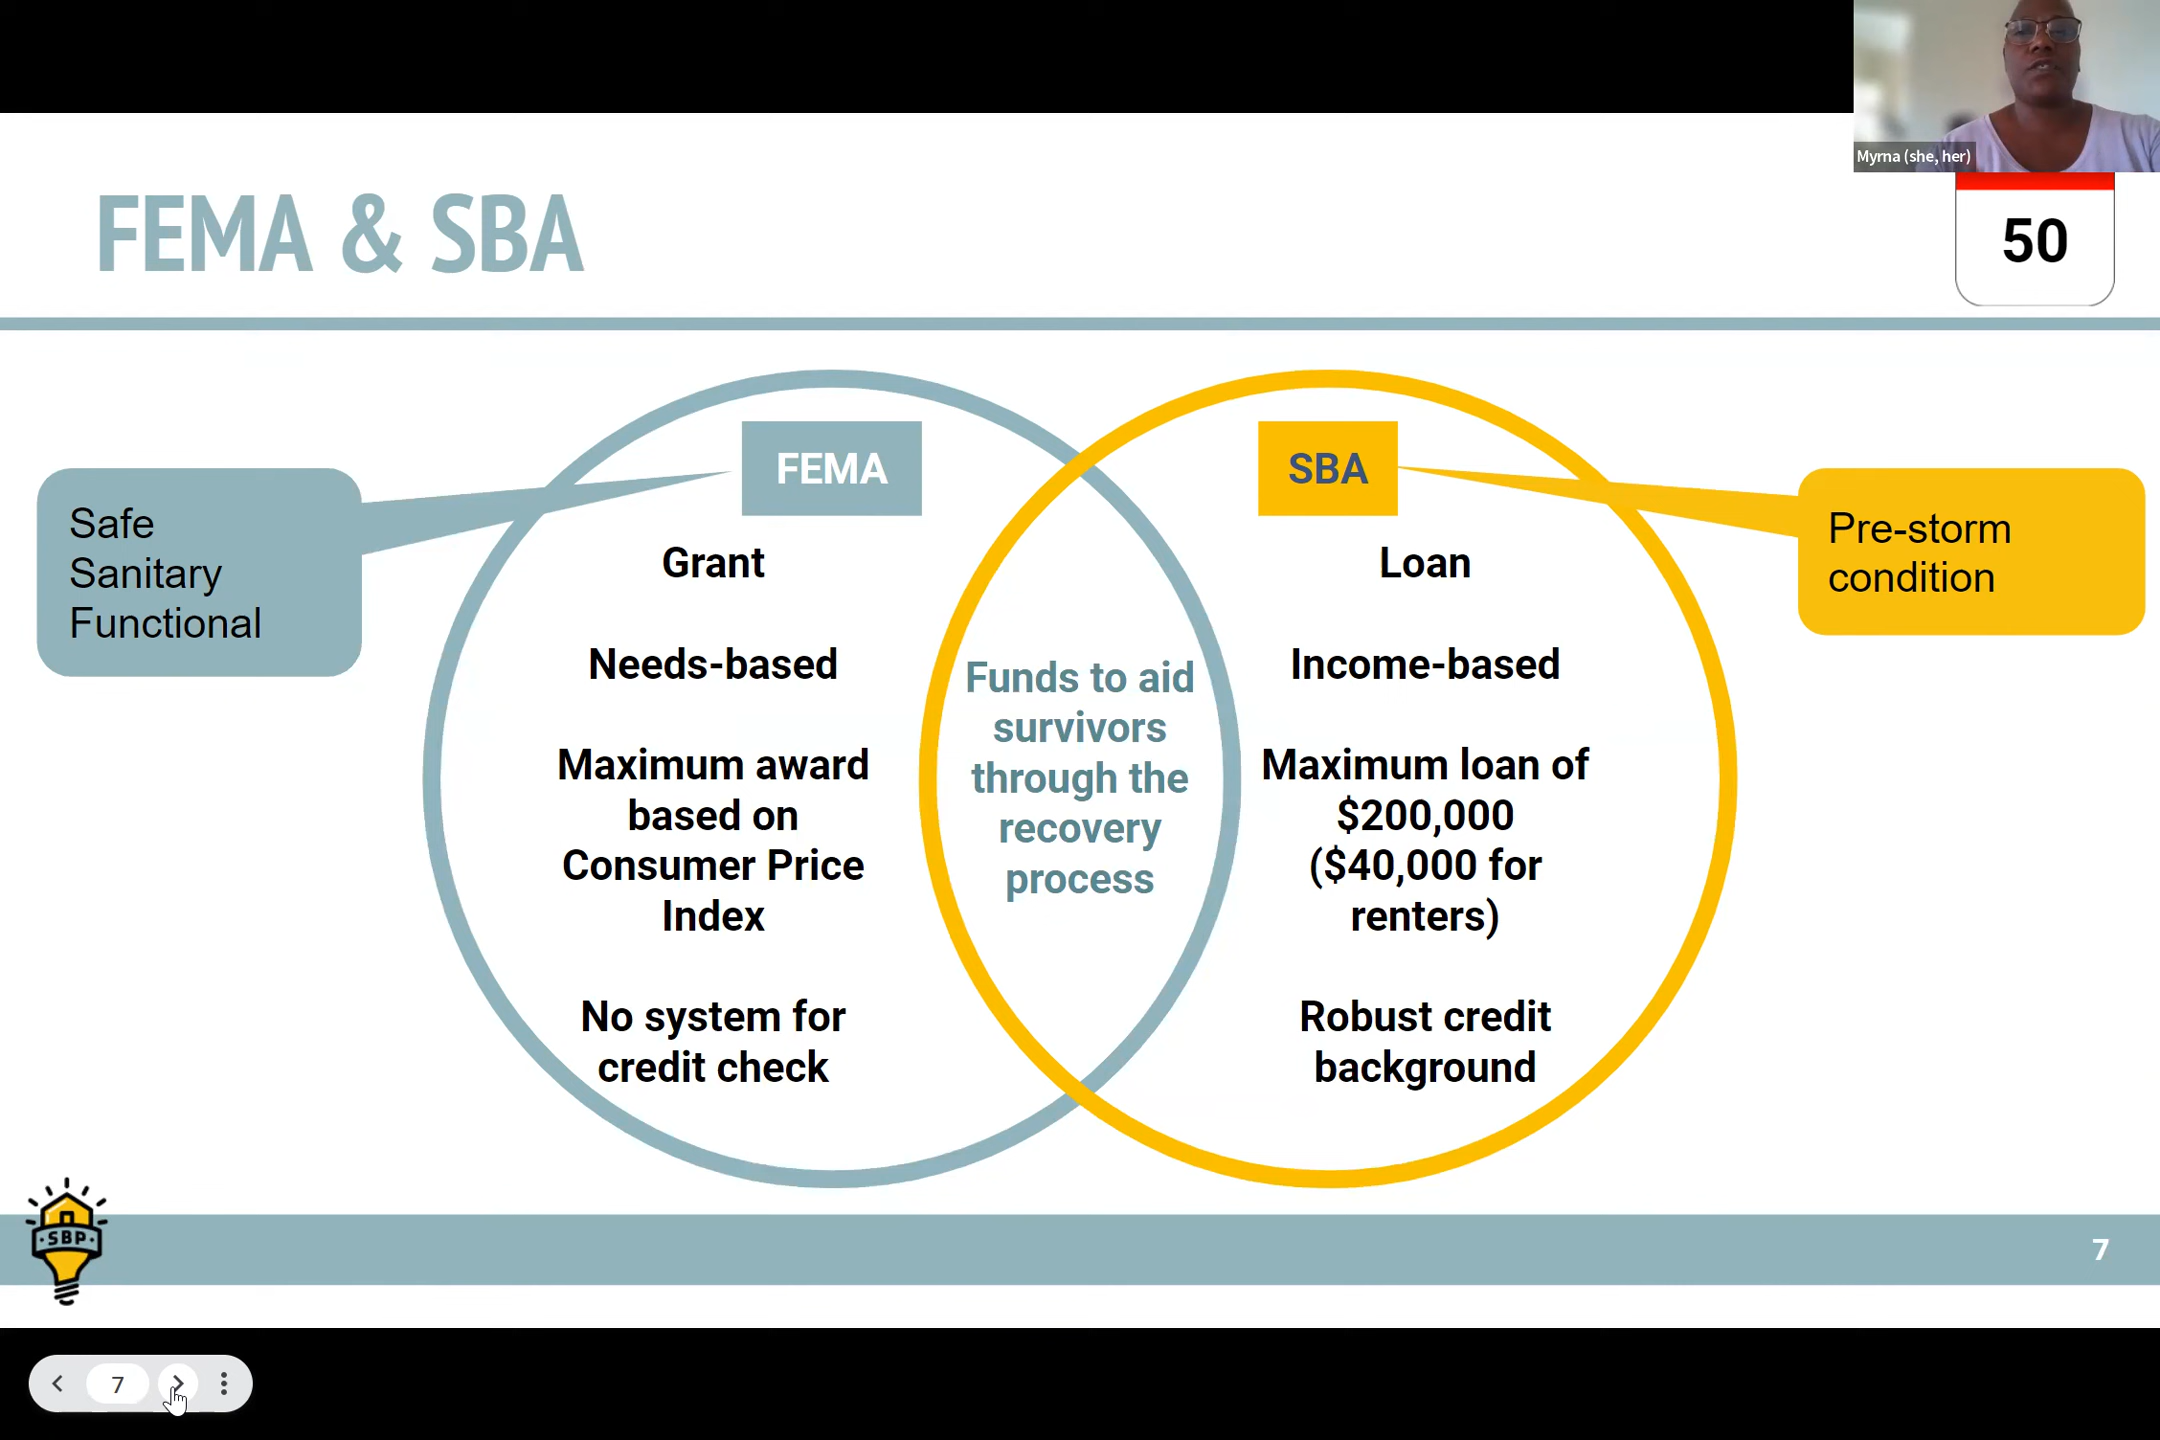 Myrna (she, her)
FEMA & SBA
50
FEMA
SBA
Safe
Sanitary
Functional
Pre-storm
condition
Grant
Needs-based
Maximum award
based on
Consumer Price
Index
No system for
credit check
Funds to aid
survivors
through the
recovery
process
Loan
Income-based
Maximum loan of
$200,000
($40,000 for
renters)
Robust credit
background
SBP
7
7